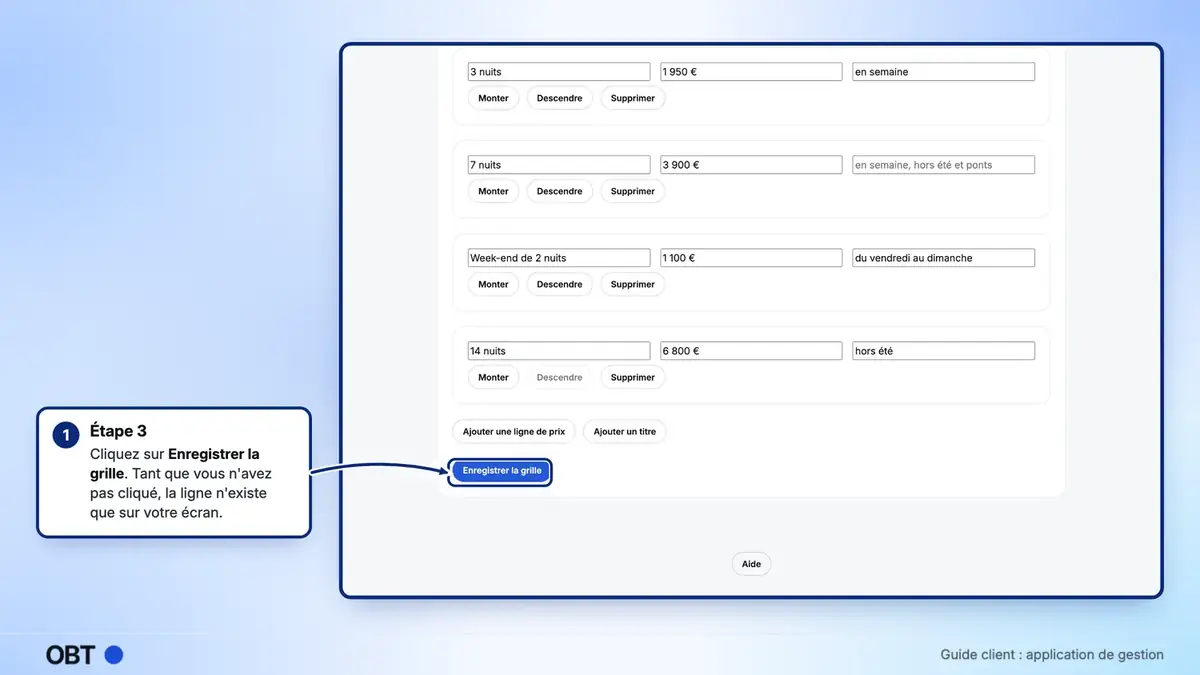 3 nuits 1 950 € en semaine
Monter Descendre Supprimer
7 nuits 3 900 € en semaine, hors été et ponts
Monter Descendre Supprimer
Week-end de 2 nuits 1 100 € du vendredi au dimanche
Monter Descendre Supprimer
14 nuits 6 800 € hors été
Monter Descendre Supprimer
Ajouter une ligne de prix Ajouter un titre
Enregistrer la grille
Aide
1 Étape 3
Cliquez sur Enregistrer la
grille. Tant que vous n'avez
pas cliqué, la ligne n'existe
que sur votre écran.
OBT
Guide client : application de gestion